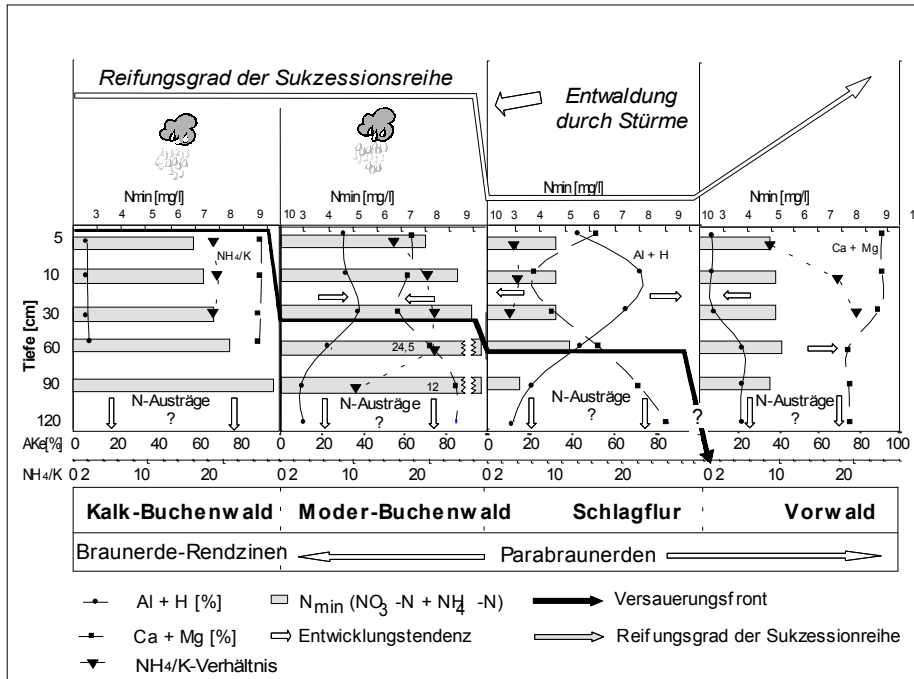 Reifungsgrad der Sukzessionsreihe
Entwaldung
durch Stürme
Nmin [mg/l] Nmin [mg/l] Nmin [mg/l] Nmin [mg/l]
3 4 5 6 7 8 9 10 3 4 5 6 7 8 9 10 3 4 5 6 7 8 9 10 3 4 5 6 7 8 9
Tiefe [cm]
5
10
30
60
90
120
NH4/K
Al + H
Ca + Mg
24,5
12
N-Austräge
?
N-Austräge
?
N-Austräge
?
?
N-Austräge
?
AKe[%] 20 40 60 80 0 20 40 60 80 0 20 40 60 80 0 20 40 60 80 100
NH4/K 0 2 10 20 0 2 10 20 0 2 10 20 0 2 10 20
Kalk-Buchenwald Moder-Buchenwald Schlagflur Vorwald
Braunerde-Rendzinen Parabraunerden
Al + H [%] Nmin (NO3 -N + NH4 -N) Versauerungsfront
Ca + Mg [%] Entwicklungstendenz Reifungsgrad der Sukzessionreihe
NH4/K-Verhältnis